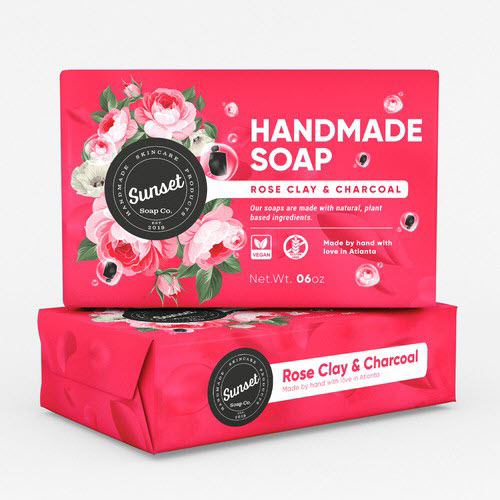 HANDMADE
SOAP
ROSE CLAY & CHARCOAL
Our soaps are made with natural, plant
based ingredients.
VEGAN
Made by hand with
love in Atlanta
Net.Wt. 06oz
HANDMADE SKINCARE PRODUCTS
Sunset
Soap Co.
EST
2019
Rose Clay & Charcoal
Made by hand with love in Atlanta
HANDMADE SKINCARE PRODUCTS
Sunset
Soap Co.